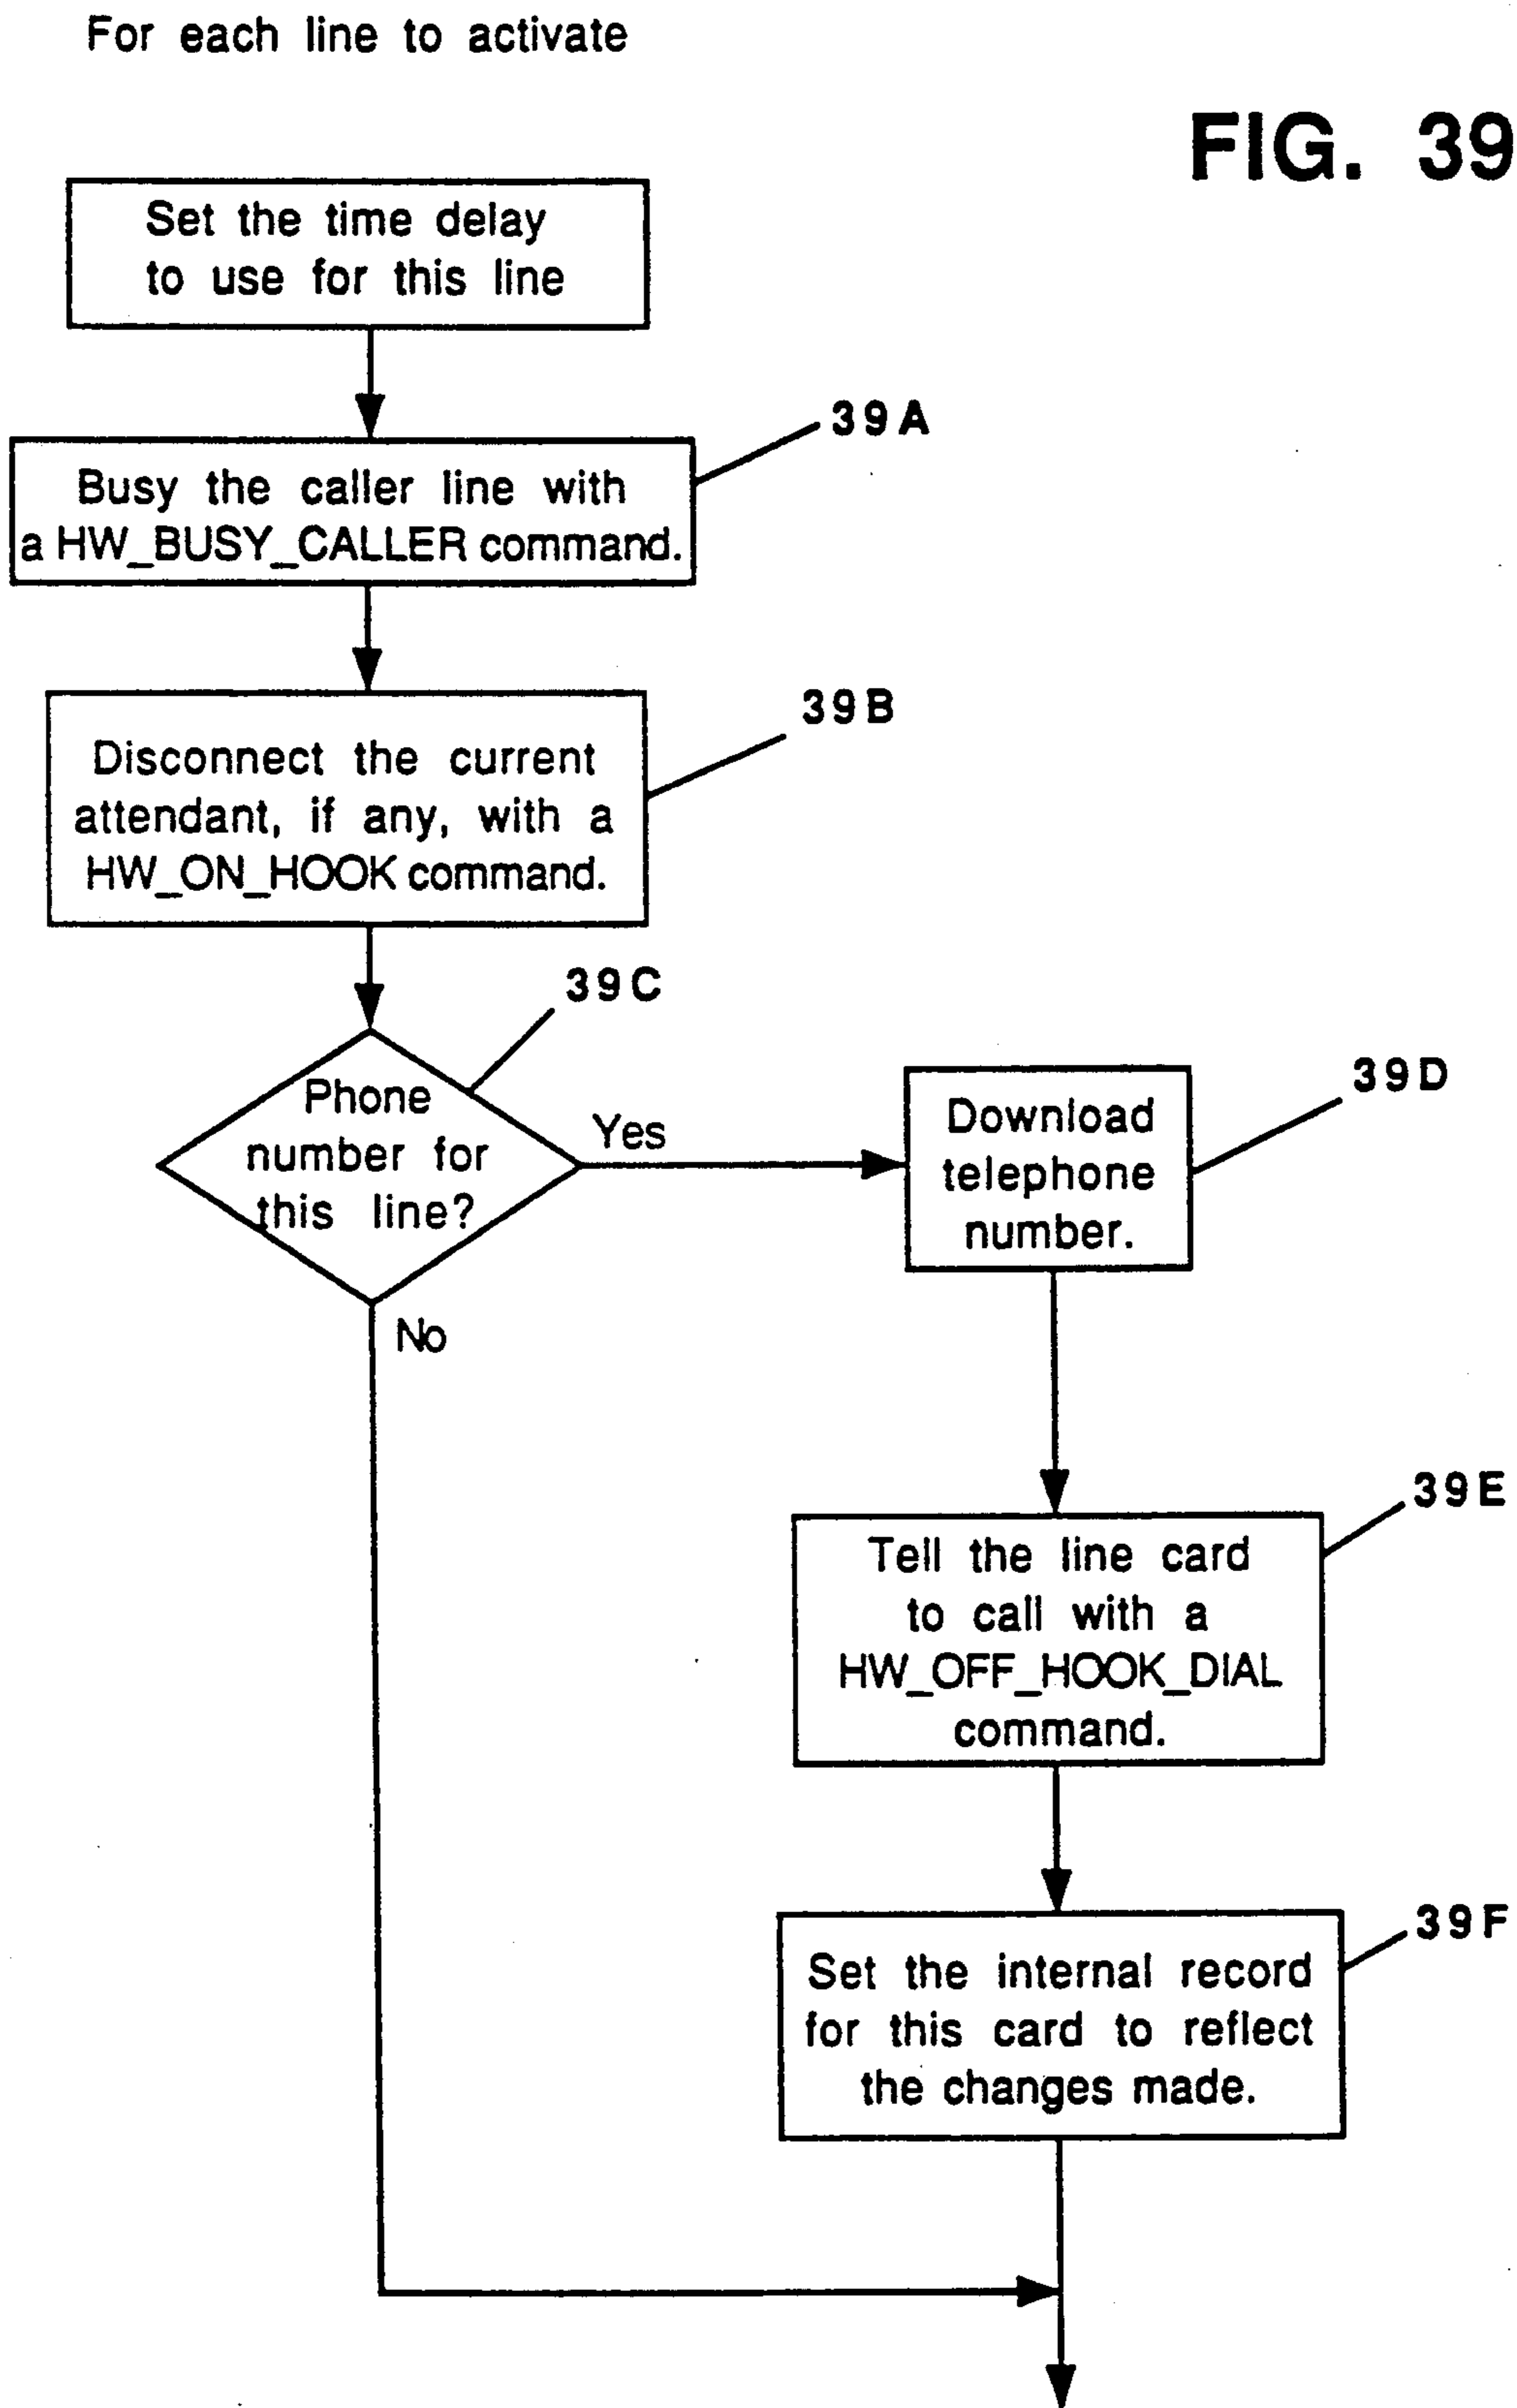 For each line to activate
FIG. 39
Set the time delay
to use for this line
39A
Busy the caller line with
a HW_BUSY_CALLER command.
39B
Disconnect the current
attendant, if any, with a
HW_ON_HOOK command.
39C
Phone
number for
this line?
Yes
No
39D
Download
telephone
number.
39E
Tell the line card
to call with a
HW_OFF_HOOK_DIAL
command.
39F
Set the internal record
for this card to reflect
the changes made.